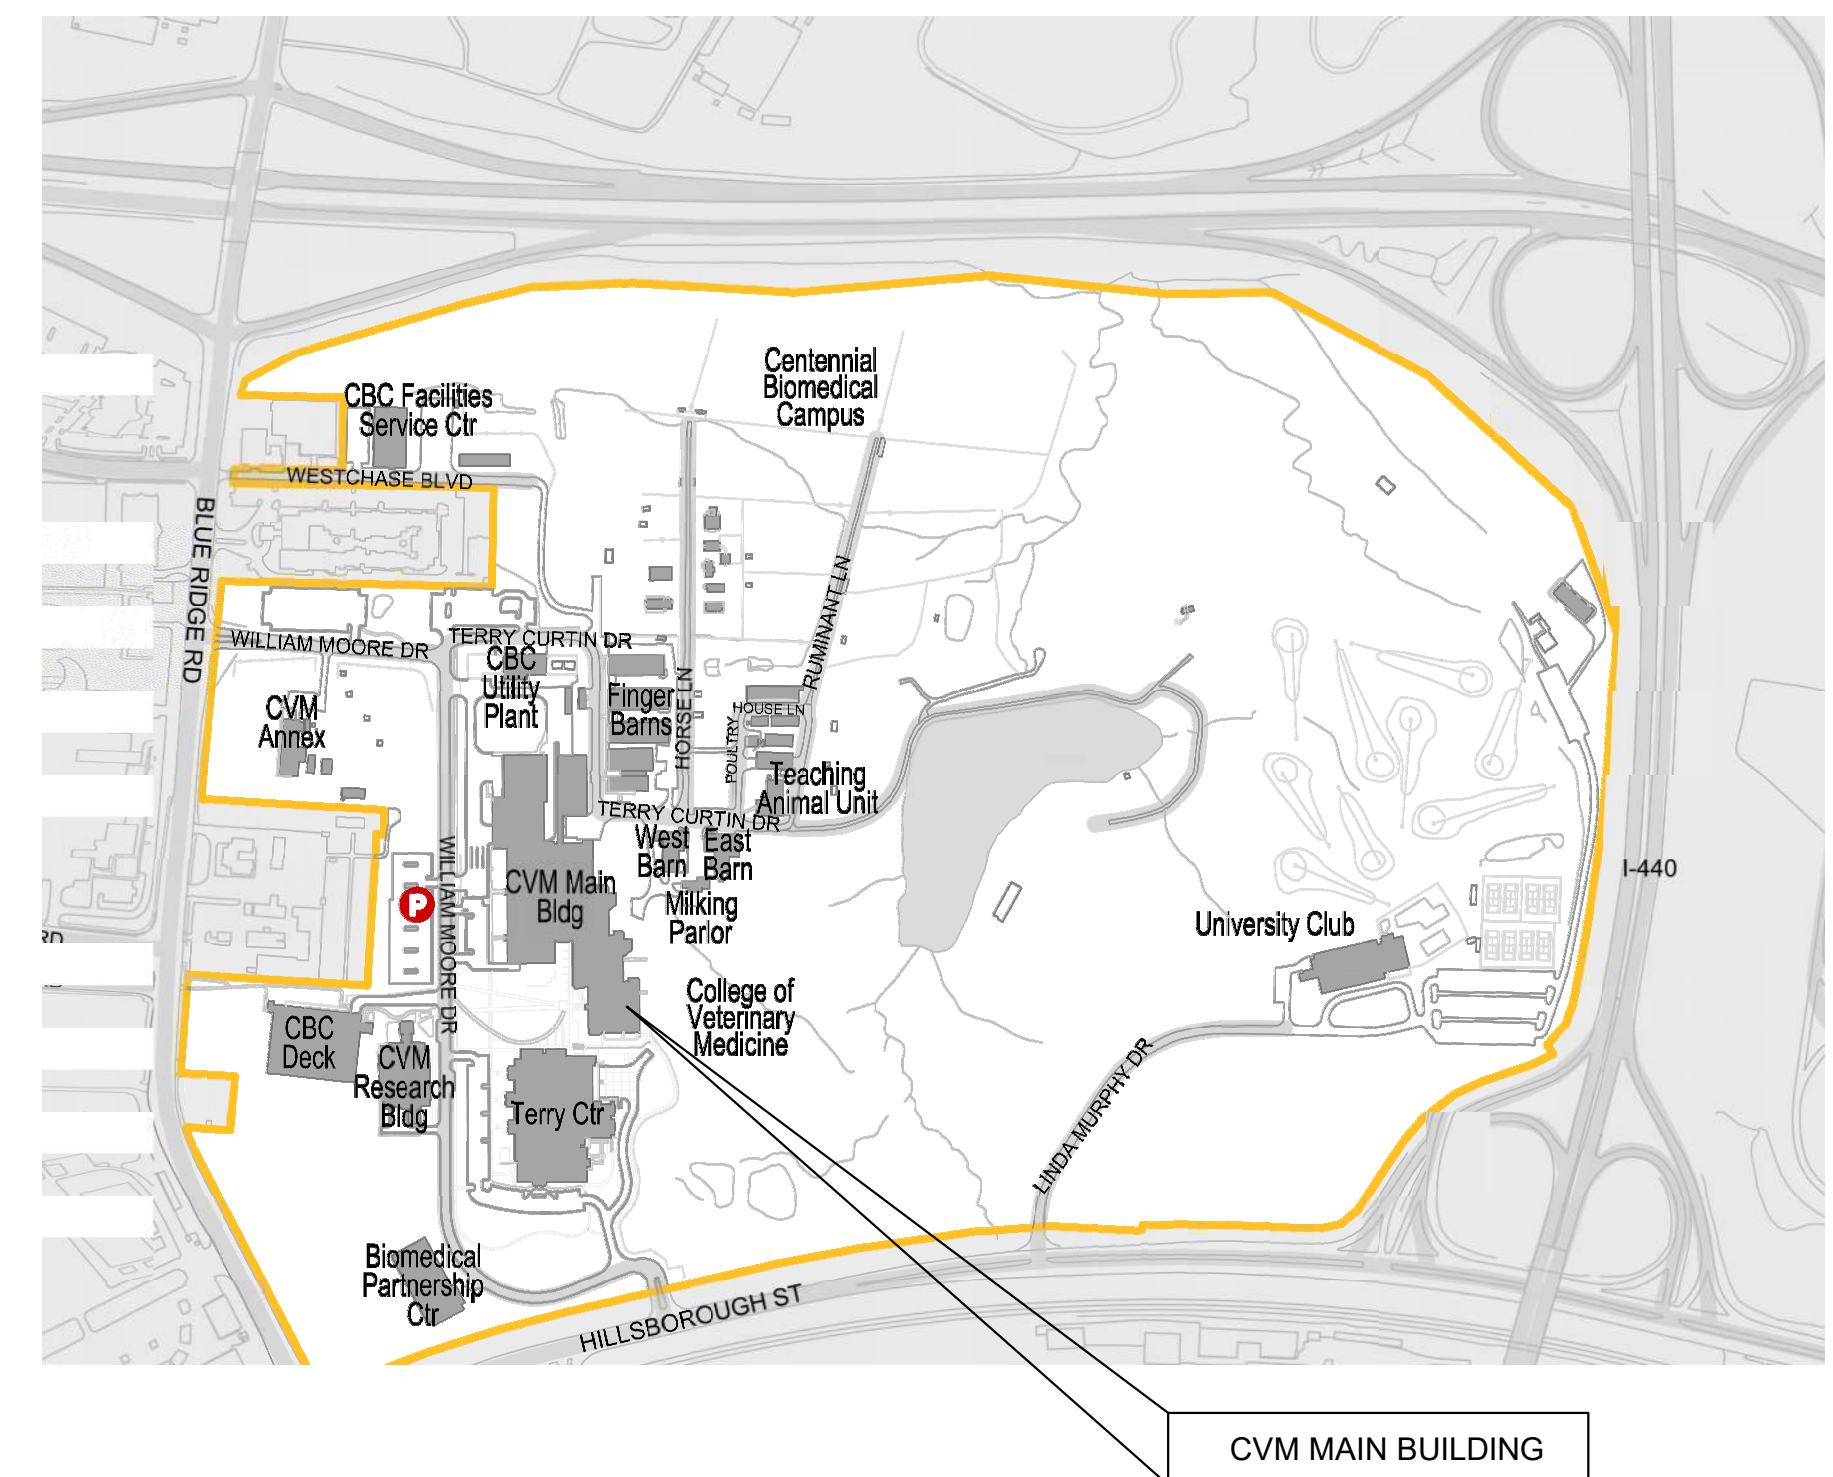 Centennial
Biomedical
Campus
CBC Facilities
Service Ctr
WESTCHASE BLVD
BLUE RIDGE RD
WILLIAM MOORE DR
TERRY CURTIN DR
CBC
Utility
Plant
RUMINANT LN
Finger
Barns
HORSE LN
CVM
Annex
HOUSE LN
POULTRY
Teaching
Animal Unit
TERRY CURTIN DR
West
Barn
East
Barn
I-440
CVM Main
Bldg
P
WILLIAM MOORE DR
Milking
Parlor
University Club
RD
College of
Veterinary
Medicine
CBC
Deck
CVM
Research
Bldg
Terry Ctr
LINDA MURPHY DR
Biomedical
Partnership
Ctr
HILLSBOROUGH ST
CVM MAIN BUILDING